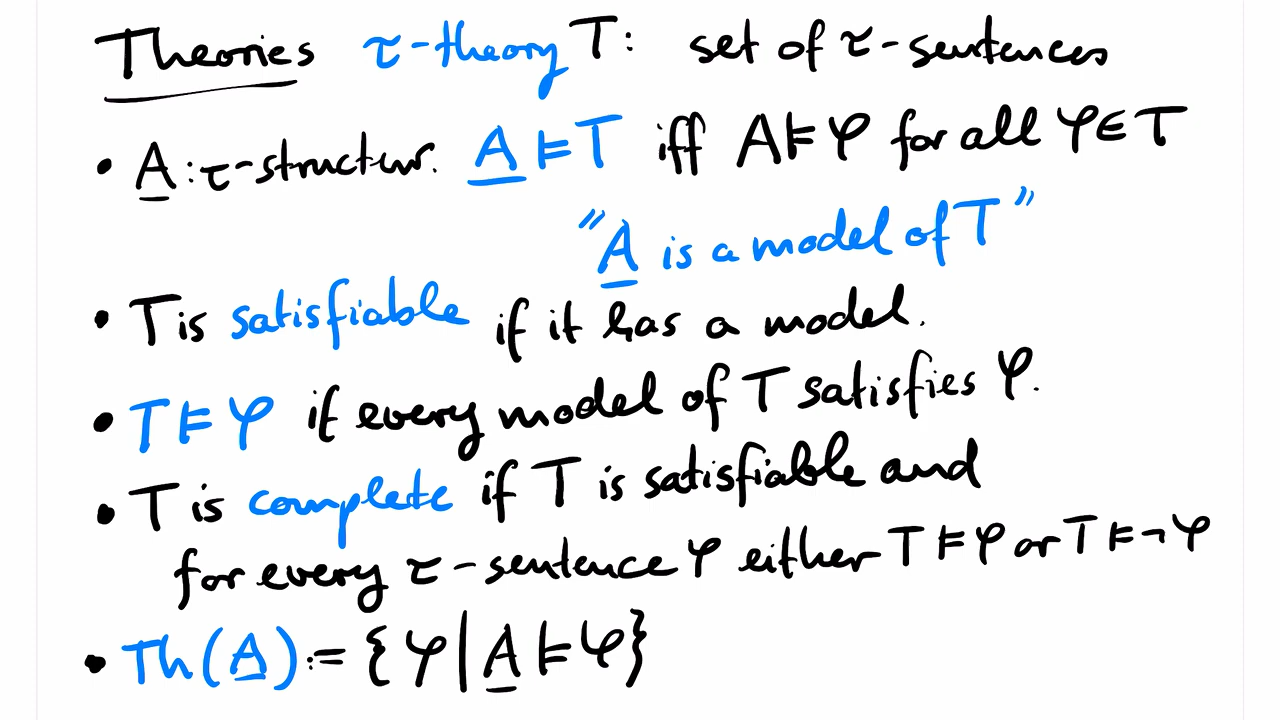 Theories τ-theory T: set of τ-sentences
• A : τ-structur. A ⊨ T iff A ⊨ φ for all φ ∈ T
"A is a model of T"
• T is satisfiable if it has a model.
• T ⊨ φ if every model of T satisfies φ.
• T is complete if T is satisfiable and
for every τ-sentence φ either T ⊨ φ or T ⊨ ¬φ
• Th(A) := {φ | A ⊨ φ}